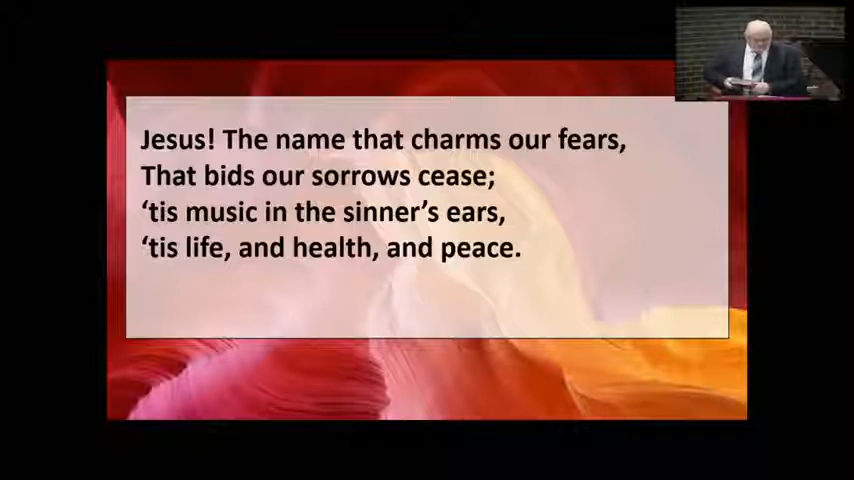 Jesus! The name that charms our fears,
That bids our sorrows cease;
‘tis music in the sinner’s ears,
‘tis life, and health, and peace.